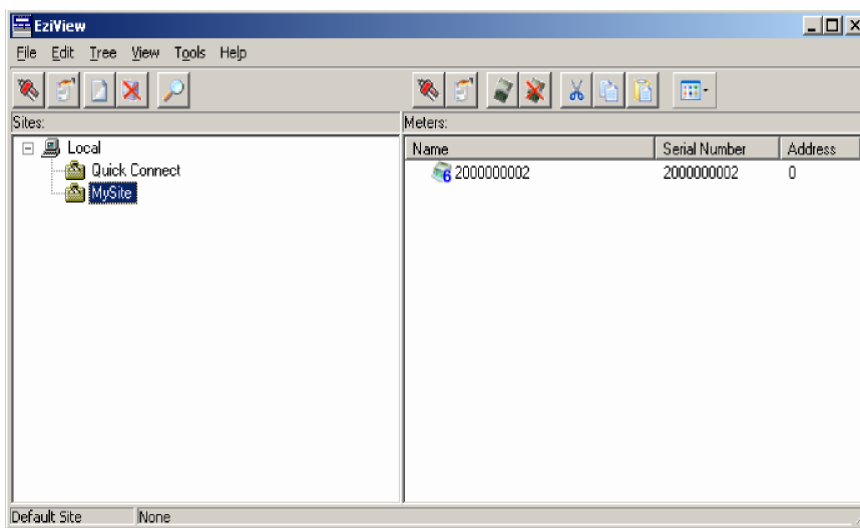 EziView
File Edit Tree View Tools Help
Sites:
Meters:
Local
Quick Connect
MySite
Name Serial Number Address
6 2000000002 2000000002 0
Default Site None